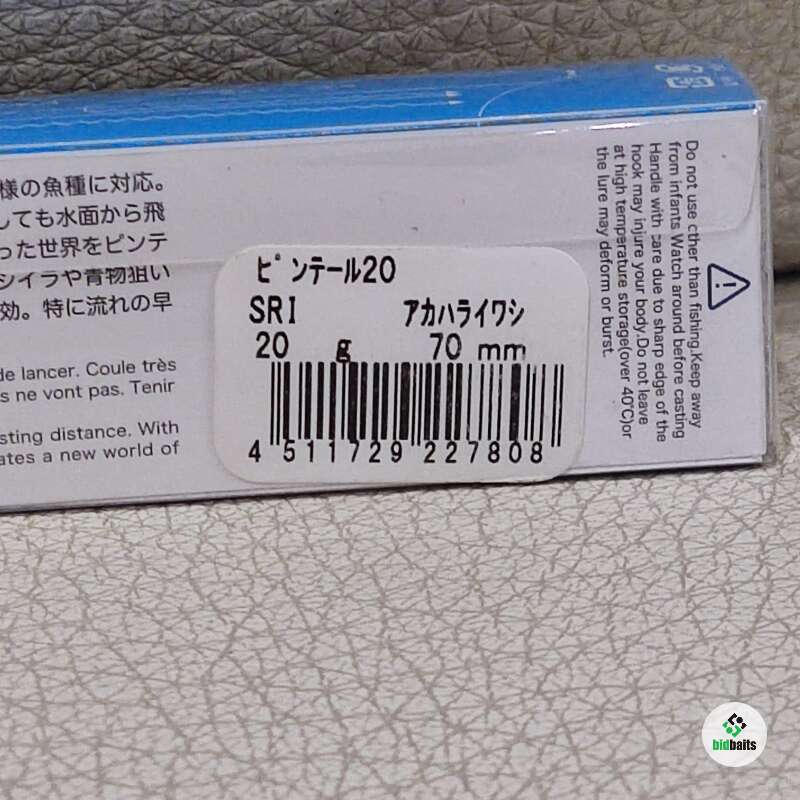 様の魚種に対応。
しても水面から飛
った世界をピンテ
シイラや青物狙い
効。特に流れの早
de lancer. Coule très
s ne vont pas. Tenir
sting distance. With
ates a new world of
ピンテール20
SRI アカハライワシ
20 g 70 mm
4 511729 227808
Do not use cther than fishing.Keep away
from infants Watch around before casting
Handle with care due to sharp edge of the
hook may injure your body.Do not leave
at high temperature storage(over 40°C)or
the lure may deform or burst.
bidbaits